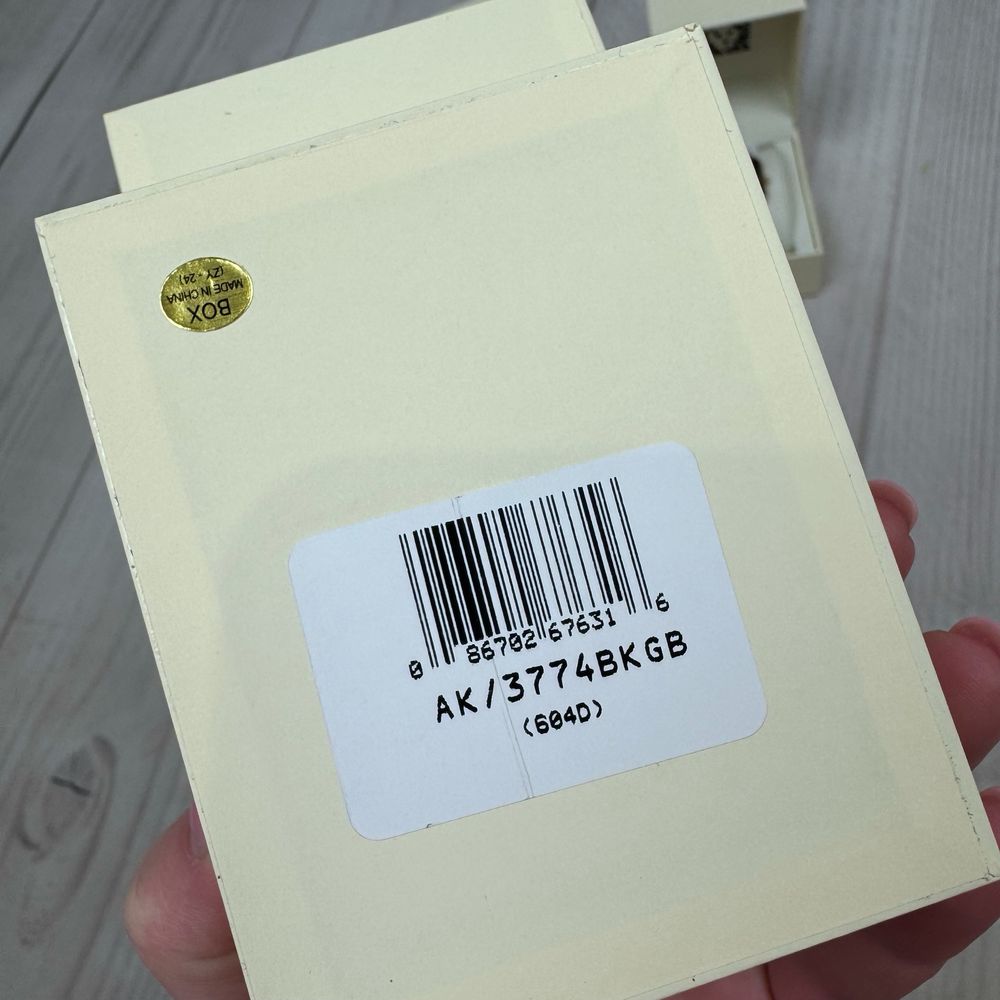 BOX
MADE IN CHINA
(ZY - 24)
0 86702 67631 6
AK/3774BKGB
(604D)